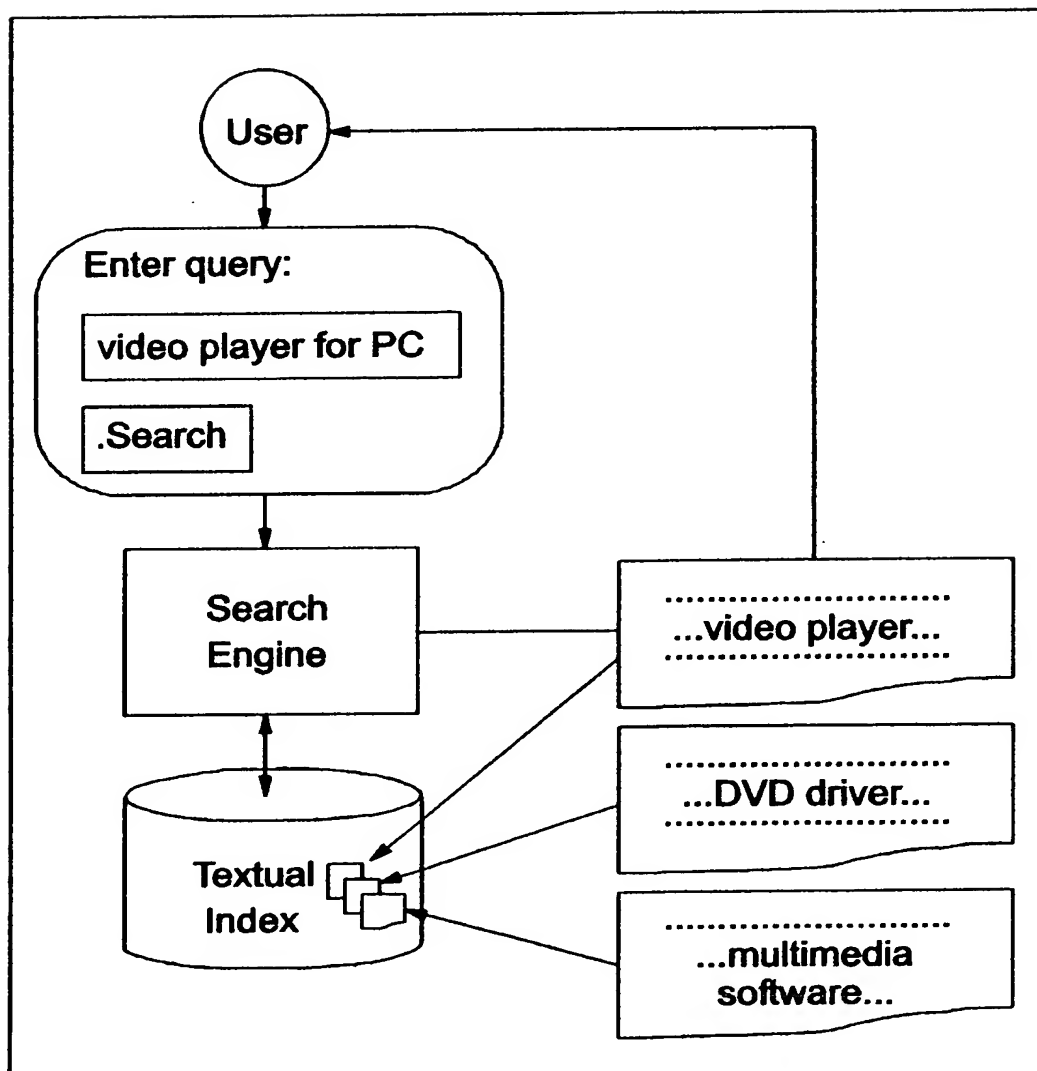 User
Enter query:
video player for PC
.Search
Search
Engine
Textual
Index
...video player...
...DVD driver...
...multimedia
software...